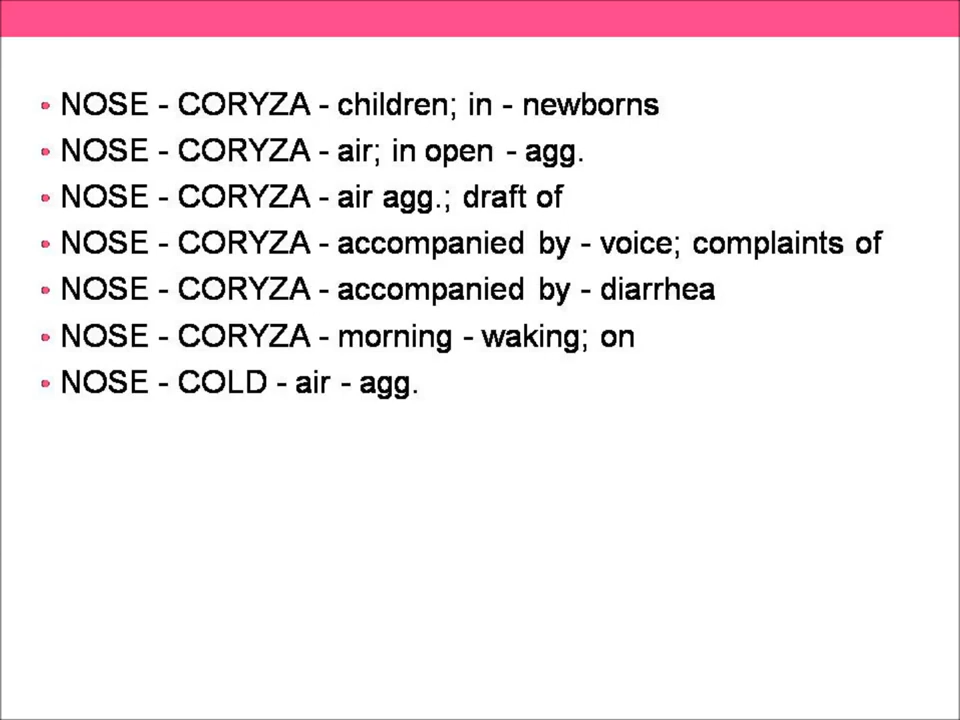 • NOSE - CORYZA - children; in - newborns
• NOSE - CORYZA - air; in open - agg.
• NOSE - CORYZA - air agg.; draft of
• NOSE - CORYZA - accompanied by - voice; complaints of
• NOSE - CORYZA - accompanied by - diarrhea
• NOSE - CORYZA - morning - waking; on
• NOSE - COLD - air - agg.